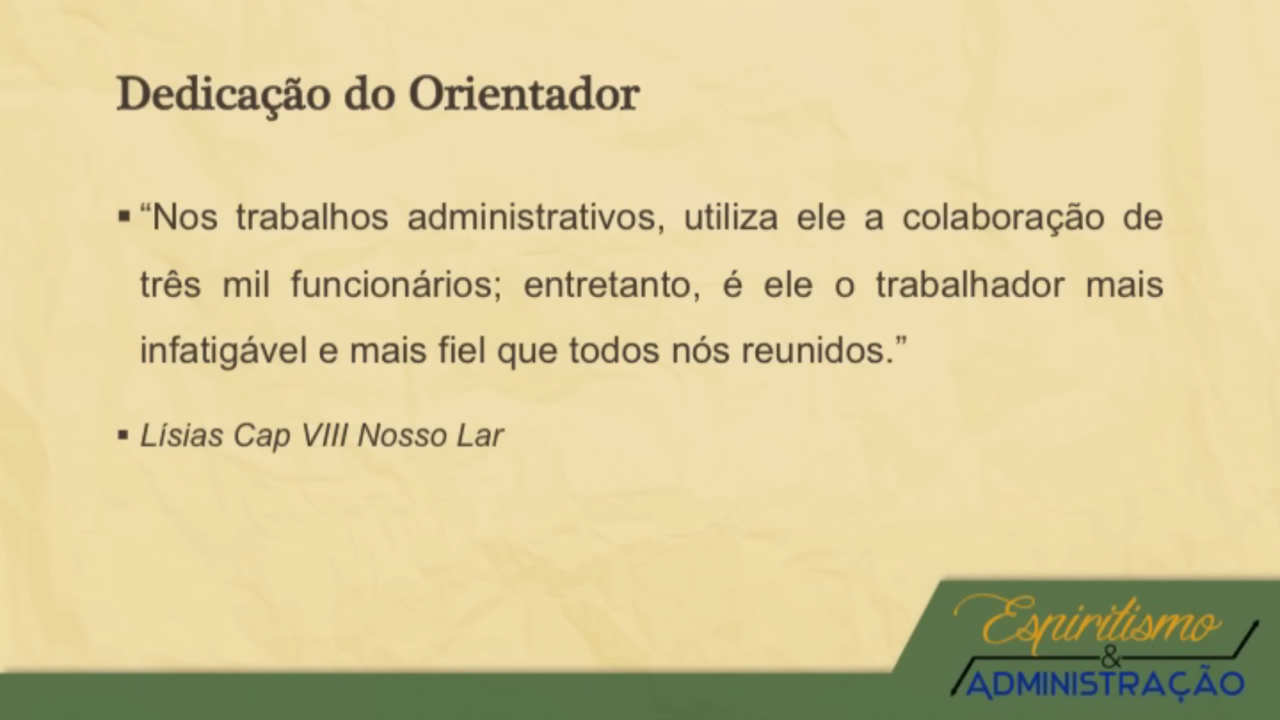 Dedicação do Orientador
▪ “Nos trabalhos administrativos, utiliza ele a colaboração de
três mil funcionários; entretanto, é ele o trabalhador mais
infatigável e mais fiel que todos nós reunidos.”
▪ Lísias Cap VIII Nosso Lar
Espiritismo
&
ADMINISTRAÇÃO